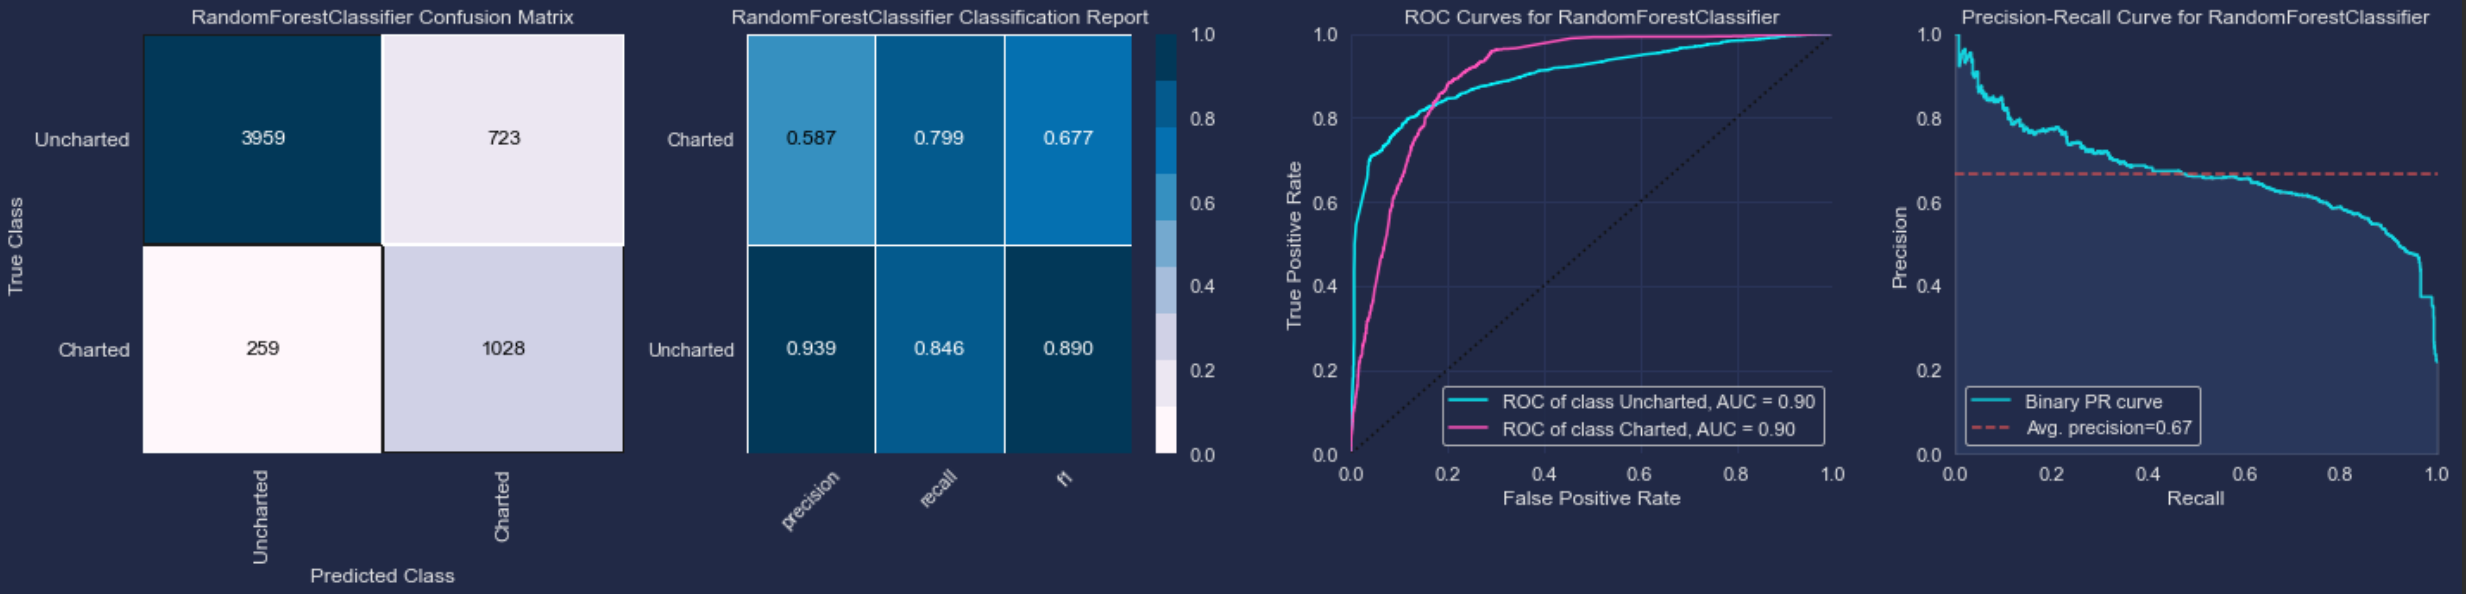 RandomForestClassifier Confusion Matrix
True Class
Uncharted
3959
723
Charted
259
1028
Uncharted
Charted
Predicted Class
RandomForestClassifier Classification Report
Charted
0.587
0.799
0.677
Uncharted
0.939
0.846
0.890
precision
recall
f1
1.0
0.8
0.6
0.4
0.2
0.0
ROC Curves for RandomForestClassifier
True Positive Rate
1.0
0.8
0.6
0.4
0.2
0.0
ROC of class Uncharted, AUC = 0.90
ROC of class Charted, AUC = 0.90
0.0 0.2 0.4 0.6 0.8 1.0
False Positive Rate
Precision-Recall Curve for RandomForestClassifier
Precision
1.0
0.8
0.6
0.4
0.2
0.0
Binary PR curve
Avg. precision=0.67
0.0 0.2 0.4 0.6 0.8 1.0
Recall